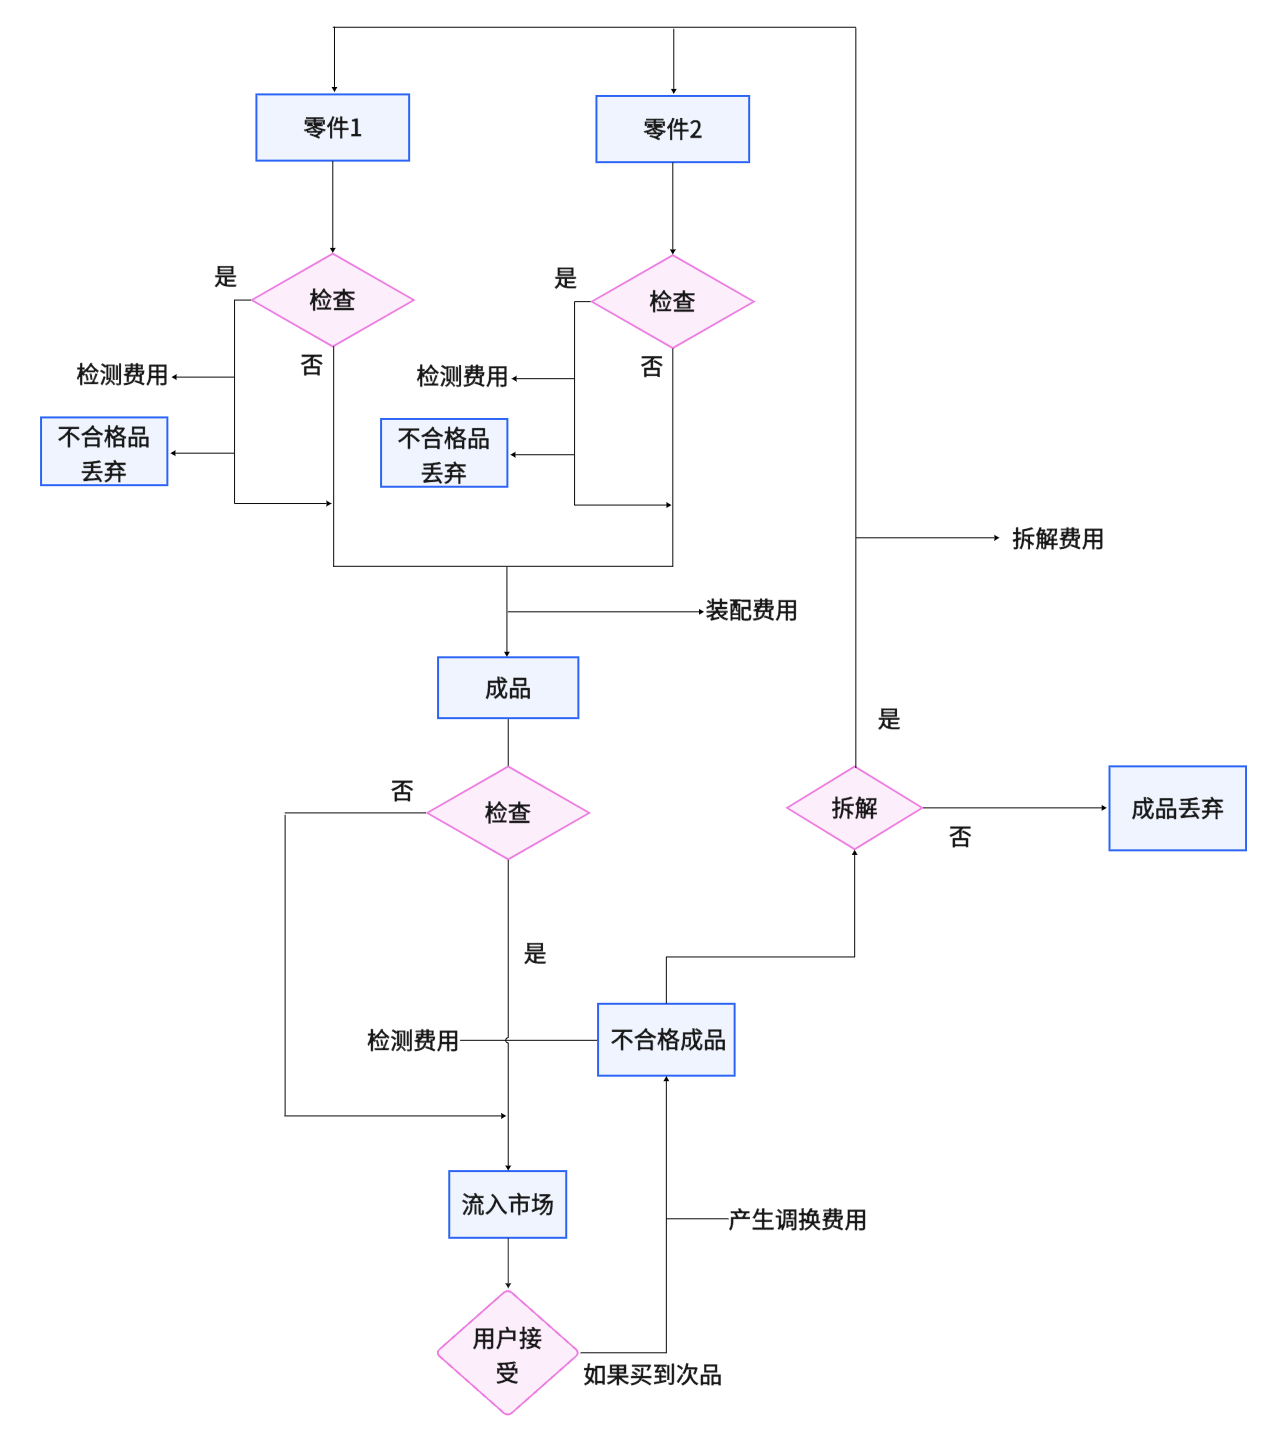 零件1
零件2
是
检查
是
检查
否
否
检测费用
检测费用
不合格品
丢弃
不合格品
丢弃
拆解费用
装配费用
成品
是
否
检查
拆解
成品丢弃
否
是
检测费用
不合格成品
流入市场
产生调换费用
用户接
受
如果买到次品